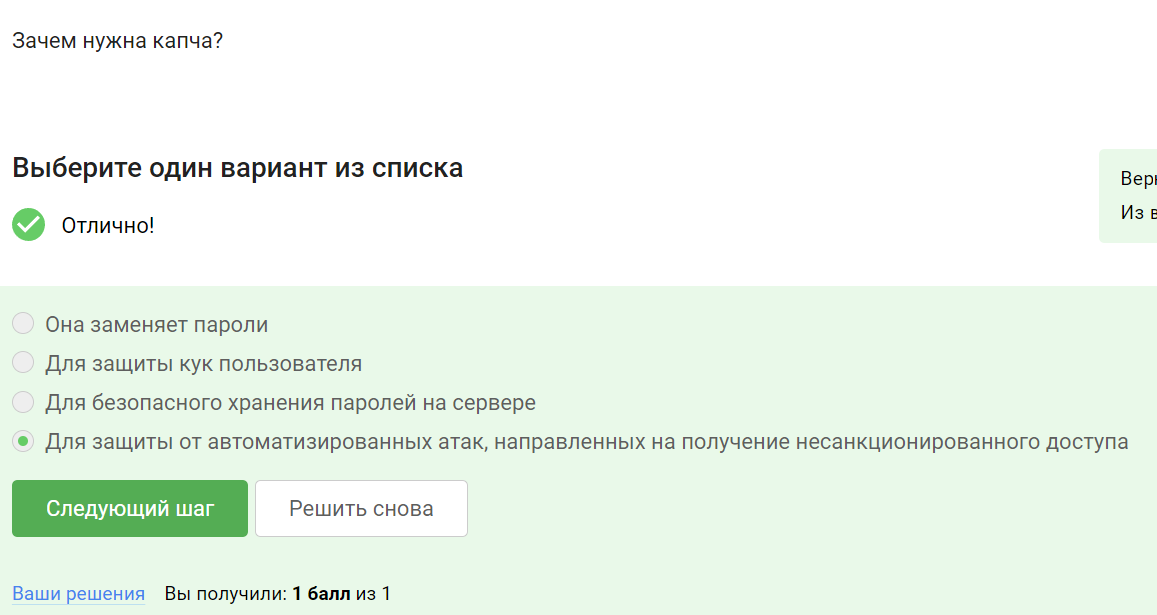 Зачем нужна капча?
Выберите один вариант из списка
Отлично!
Она заменяет пароли
Для защиты кук пользователя
Для безопасного хранения паролей на сервере
Для защиты от автоматизированных атак, направленных на получение несанкционированного доступа
Следующий шаг
Решить снова
Ваши решения
Вы получили: 1 балл из 1